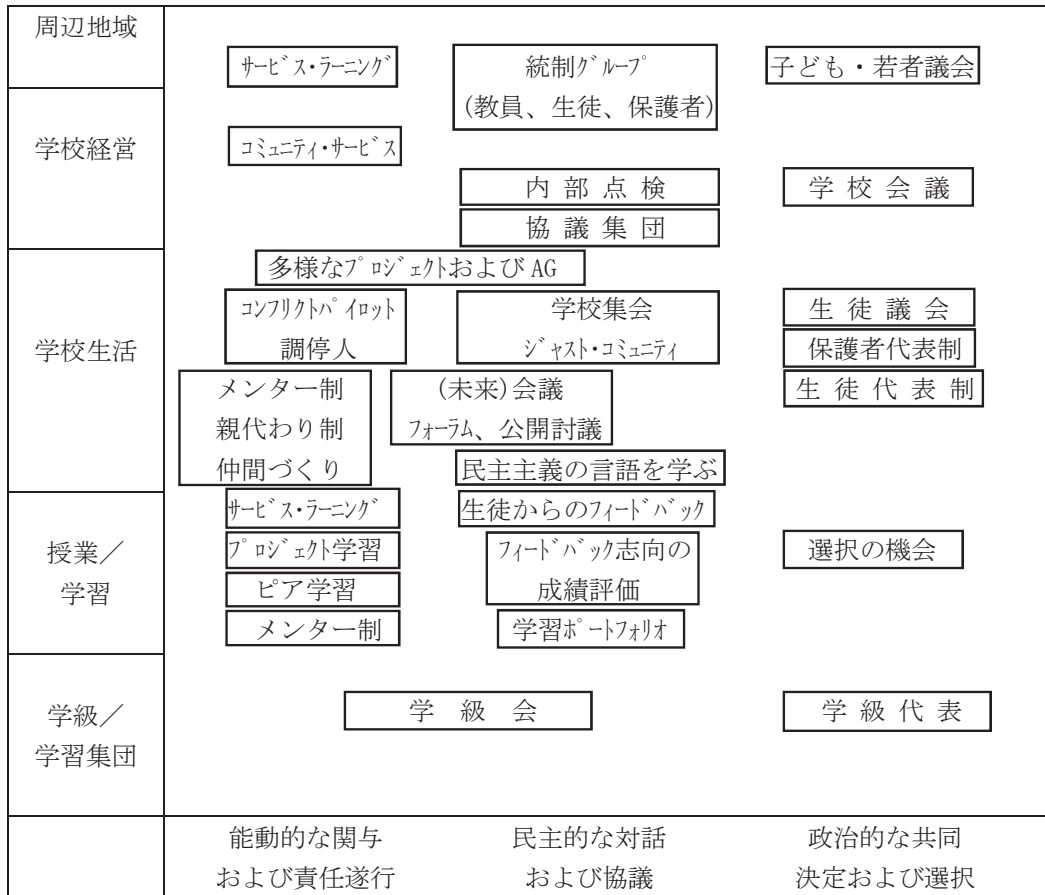 周辺地域
サービス・ラーニング
統制グループ
(教員、生徒、保護者)
子ども・若者議会
学校経営
コミュニティ・サービス
内部点検
協議集団
学校会議
学校生活
多様なプロジェクトおよび AG
コンフリクトパイロット
調停人
学校集会
ジャスト・コミュニティ
生徒議会
保護者代表制
生徒代表制
メンター制
親代わり制
仲間づくり
(未来)会議
フォーラム、公開討議
民主主義の言語を学ぶ
授業/
学習
サービス・ラーニング
プロジェクト学習
ピア学習
メンター制
生徒からのフィードバック
フィードバック志向の
成績評価
学習ポートフォリオ
選択の機会
学級/
学習集団
学級会
学級代表
能動的な関与
および責任遂行
民主的な対話
および協議
政治的な共同
決定および選択